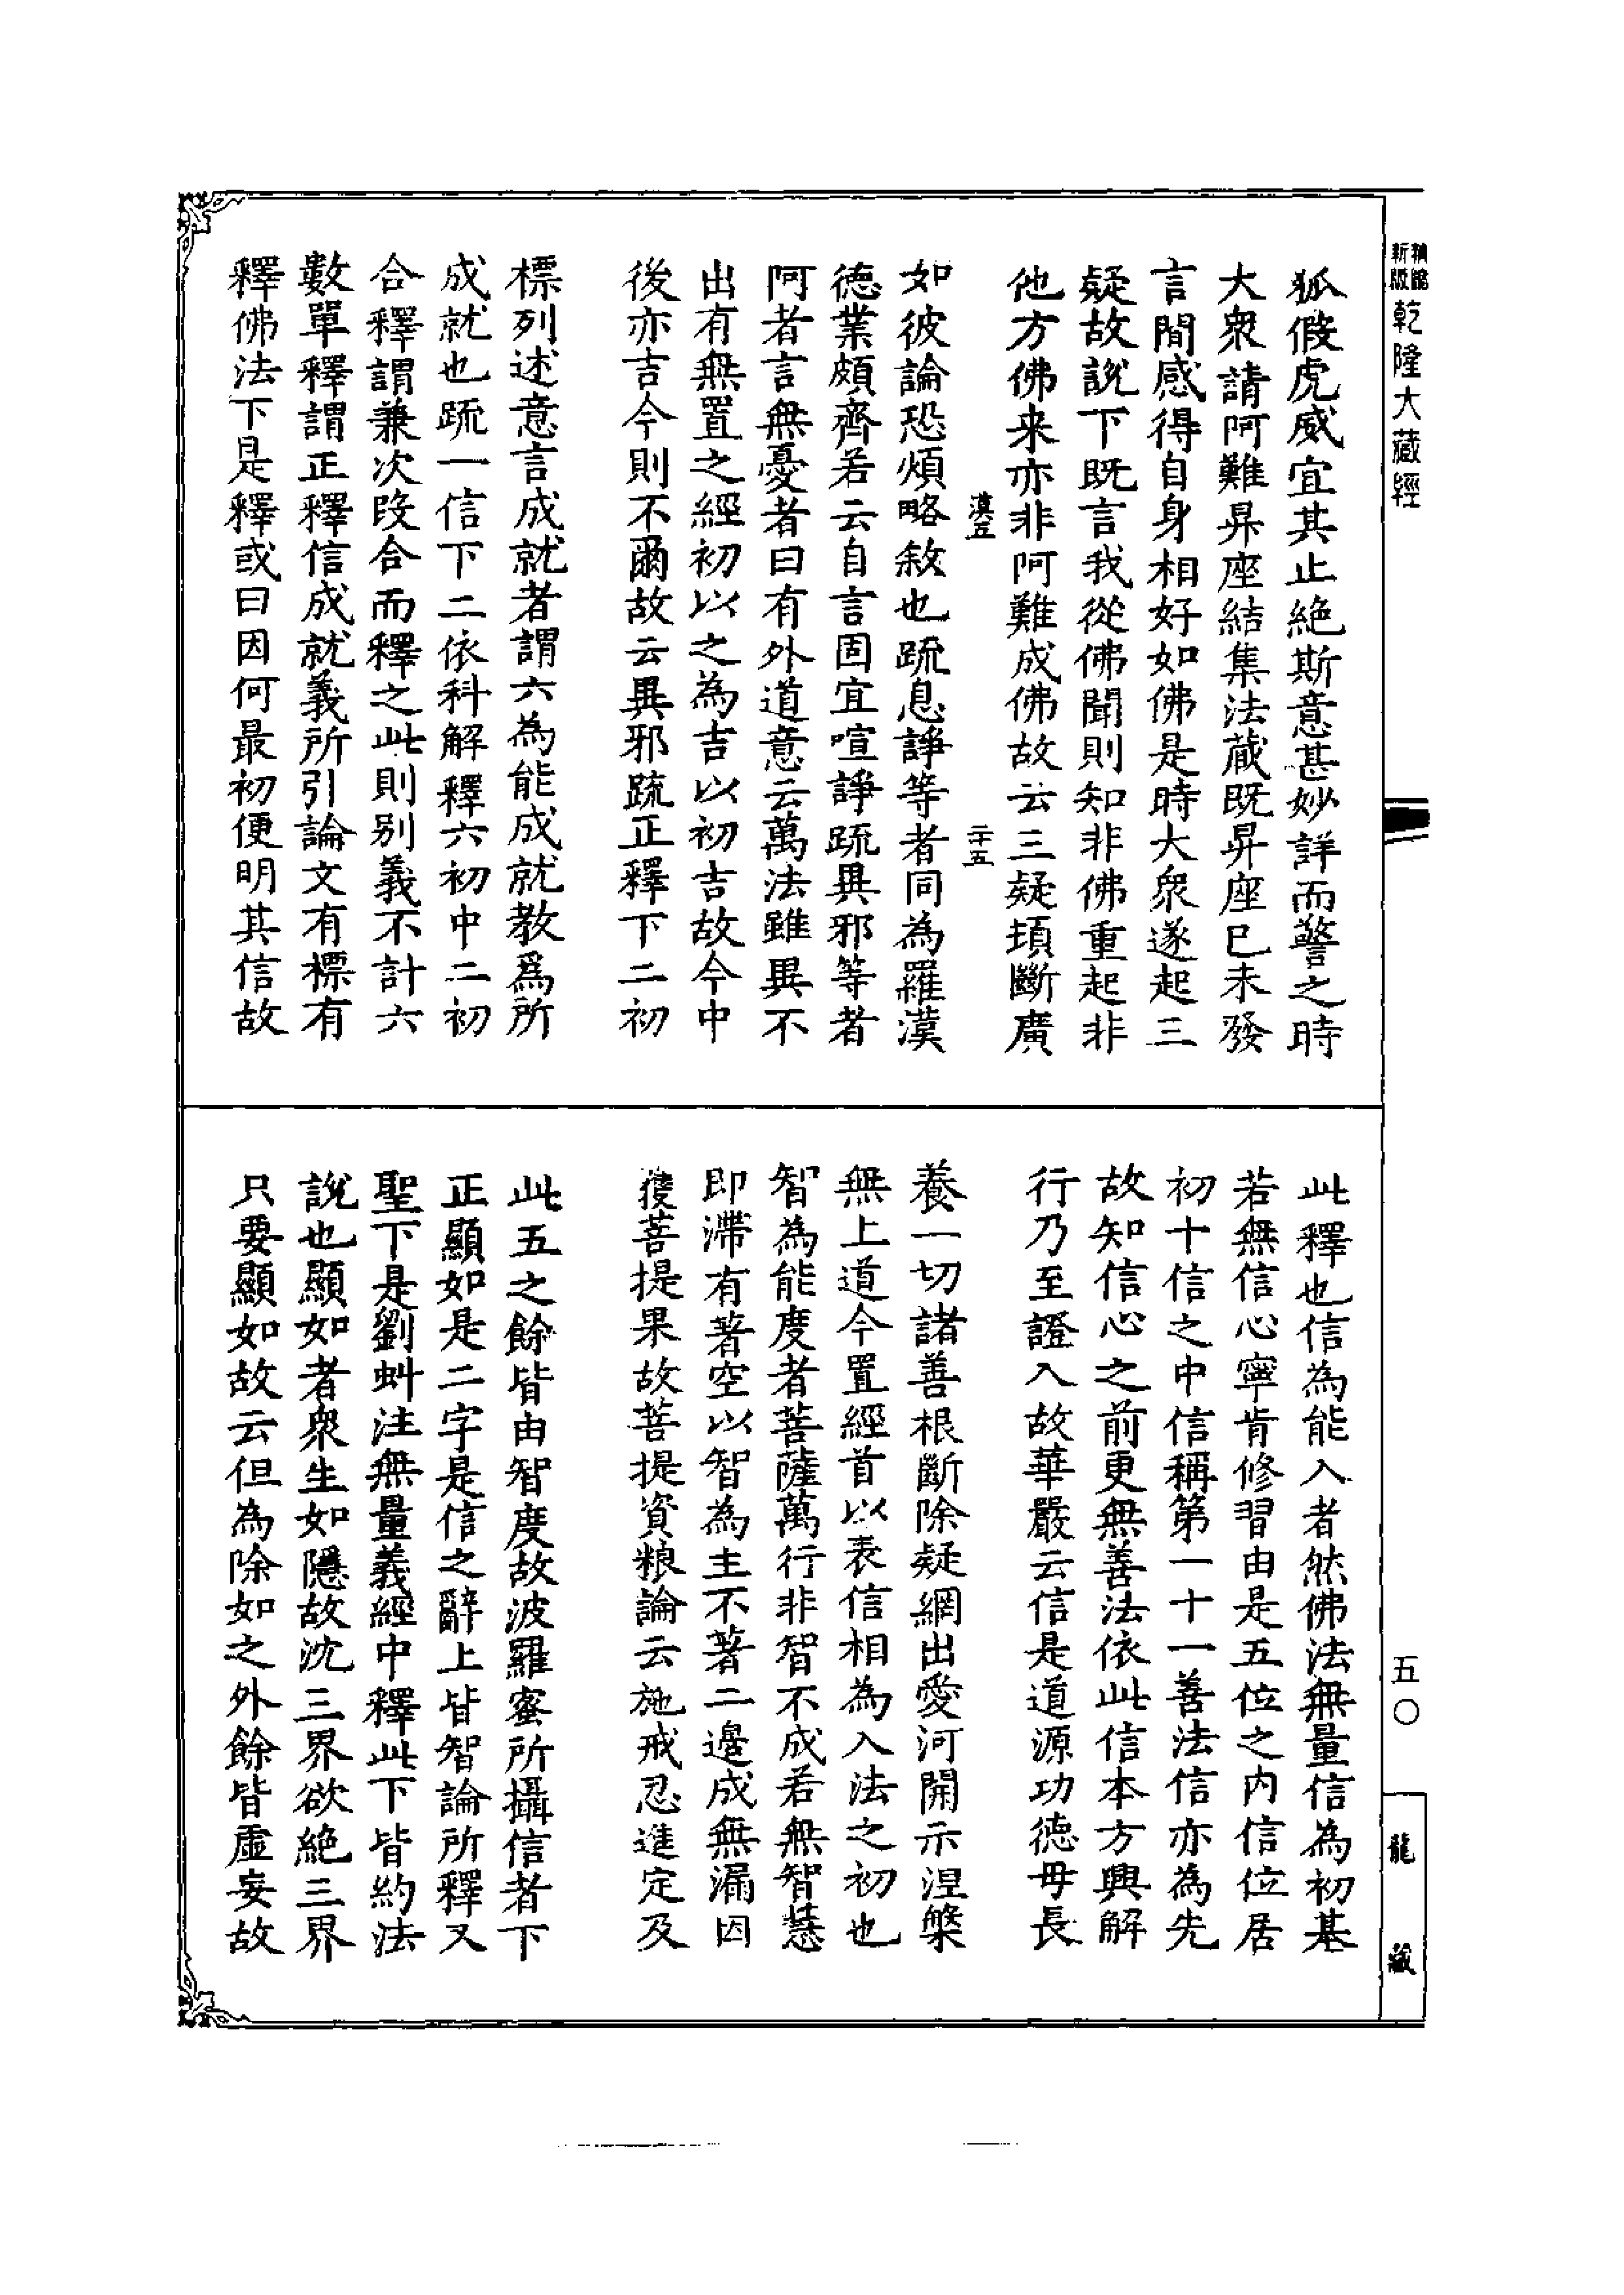 狐假虎威宜其止絕斯意甚妙詳而警之時
大衆請阿難昇座結集法藏既昇座已未發
言間感得自身相好如佛是時大衆遂起三
疑故説下既言我從佛聞則知非佛重起非
他方佛来亦非阿難成佛故云三疑頓斷廣
漠五
二十五
如彼論恐煩略敘也䟽息諍等者同為羅漢
德業頗齊若云自言固宜喧諍䟽異邪等者
阿者言無憂者曰有外道意云萬法雖異不
出有無置之經初以之為吉以初吉故今中
後亦吉今則不爾故云異邪䟽正釋下二初
標列述意言成就者謂六為能成就教爲所
成就也䟽一信下二依科解釋六初中二初
合釋謂兼次段合而釋之此則别義不計六
數單釋謂正釋信成就義所引論文有標有
釋佛法下是釋或曰因何最初便明其信故
此釋也信為能入者然佛法無量信為初基
若無信心寧肯修習由是五位之内信位居
初十信之中信稱第一十一善法信亦為先
故知信心之前更無善法依此信本方興解
行乃至證入故華嚴云信是道源功德母長
養一切諸善根斷除疑網出愛河開示涅槃
無上道今置經首以表信相為入法之初也
智為能度者菩薩萬行非智不成若無智慧
即滯有著空以智為主不著二邊成無漏因
獲菩提果故菩提資粮論云施戒忍進定及
此五之餘皆由智度故波羅蜜所攝信者下
正顯如是二字是信之辭上皆智論所釋又
聖下是劉虯注無量義經中釋此下皆約法
説也顯如者衆生如隱故沈三界欲絶三界
只要顯如故云但為除如之外餘皆虛妄故
新版
精縮
乾隆大藏經
五〇
龍藏